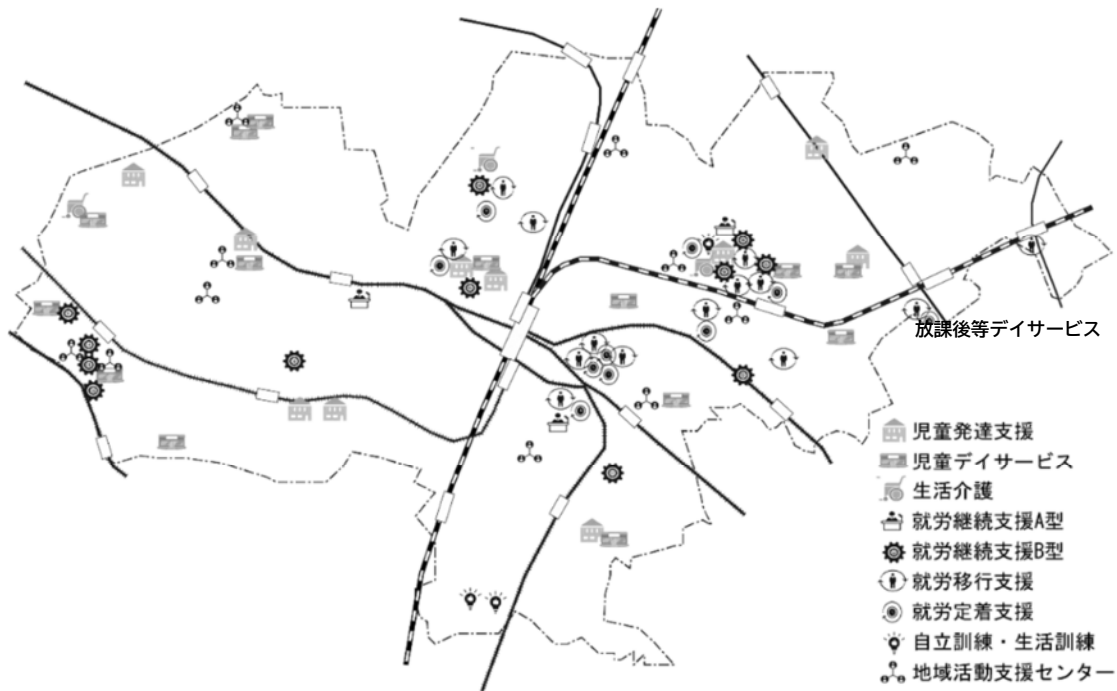 放課後等デイサービス
児童発達支援
児童デイサービス
生活介護
就労継続支援A型
就労継続支援B型
就労移行支援
就労定着支援
自立訓練・生活訓練
地域活動支援センター